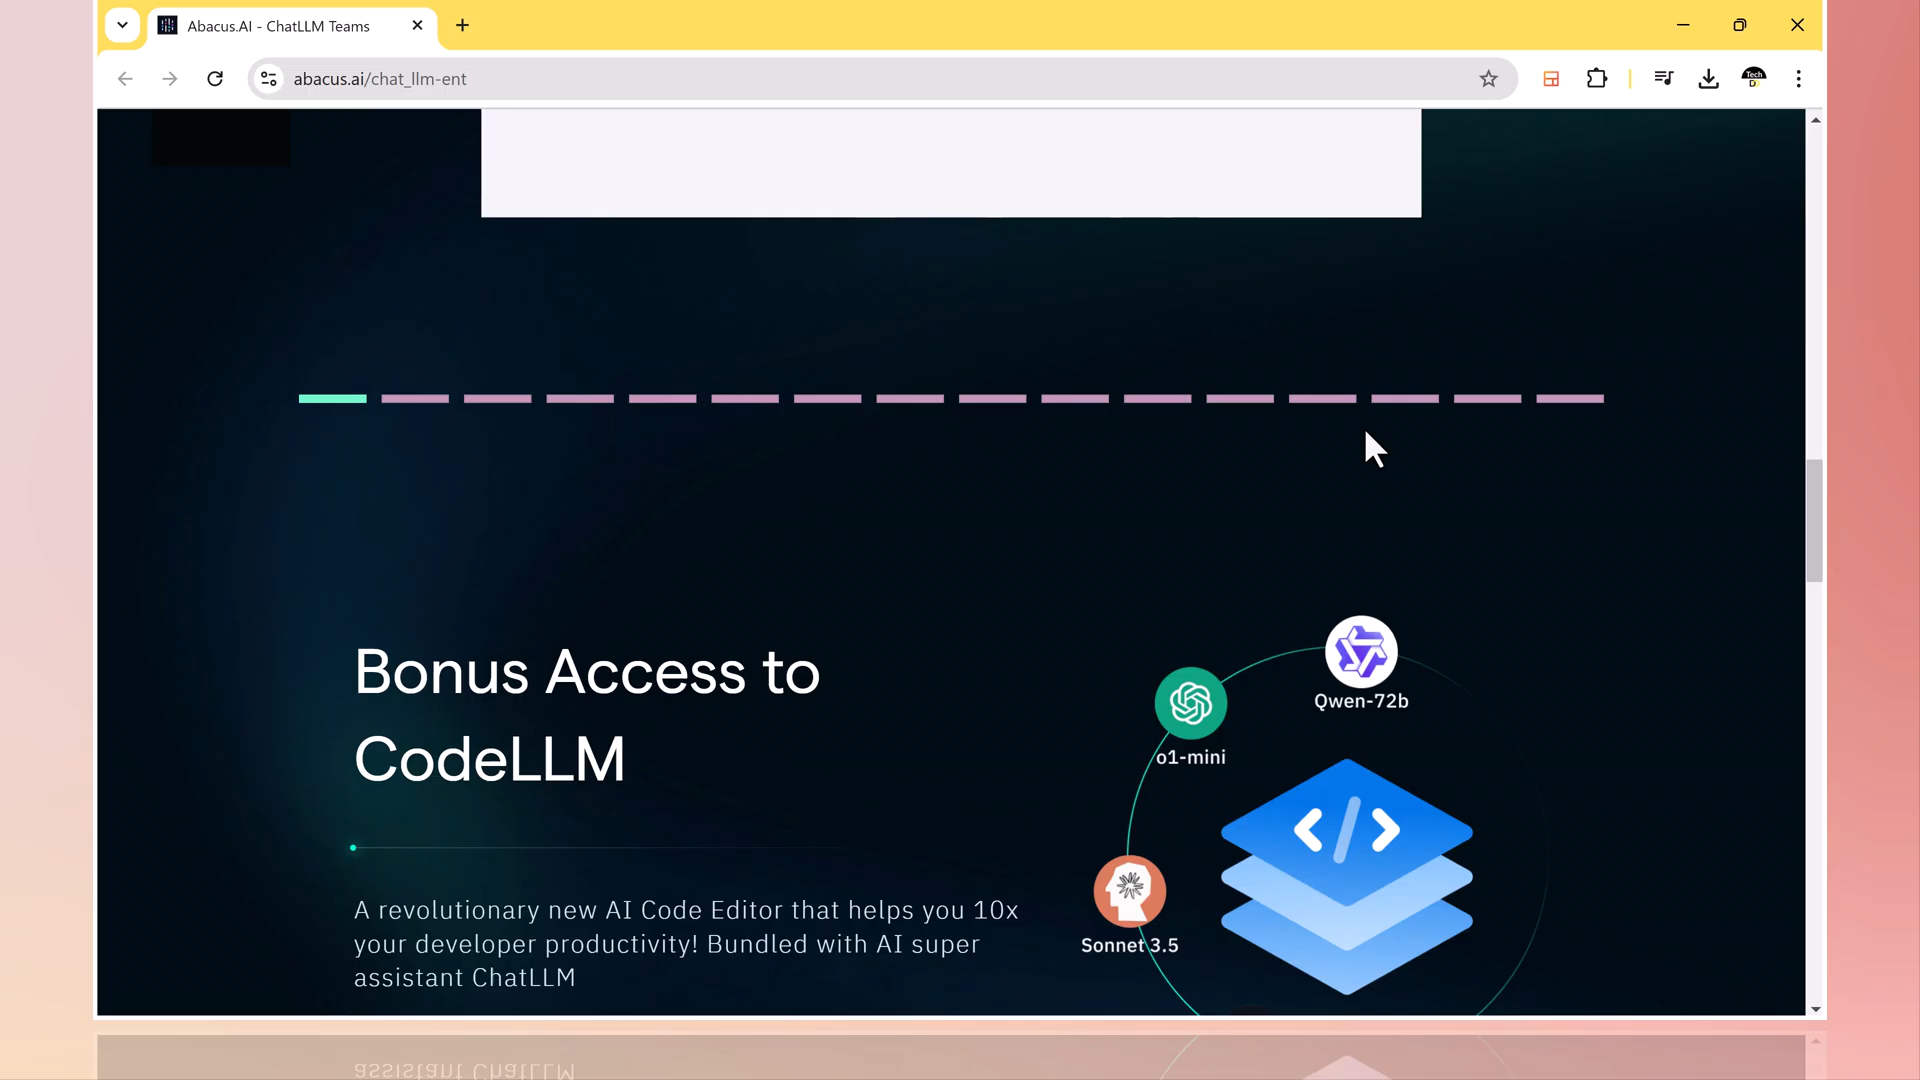 Abacus.AI - ChatLLM Teams
abacus.ai/chat_llm-ent
Tech
D
Bonus Access to
CodeLLM
A revolutionary new AI Code Editor that helps you 10x
your developer productivity! Bundled with AI super
assistant ChatLLM
Qwen-72b
o1-mini
Sonnet 3.5